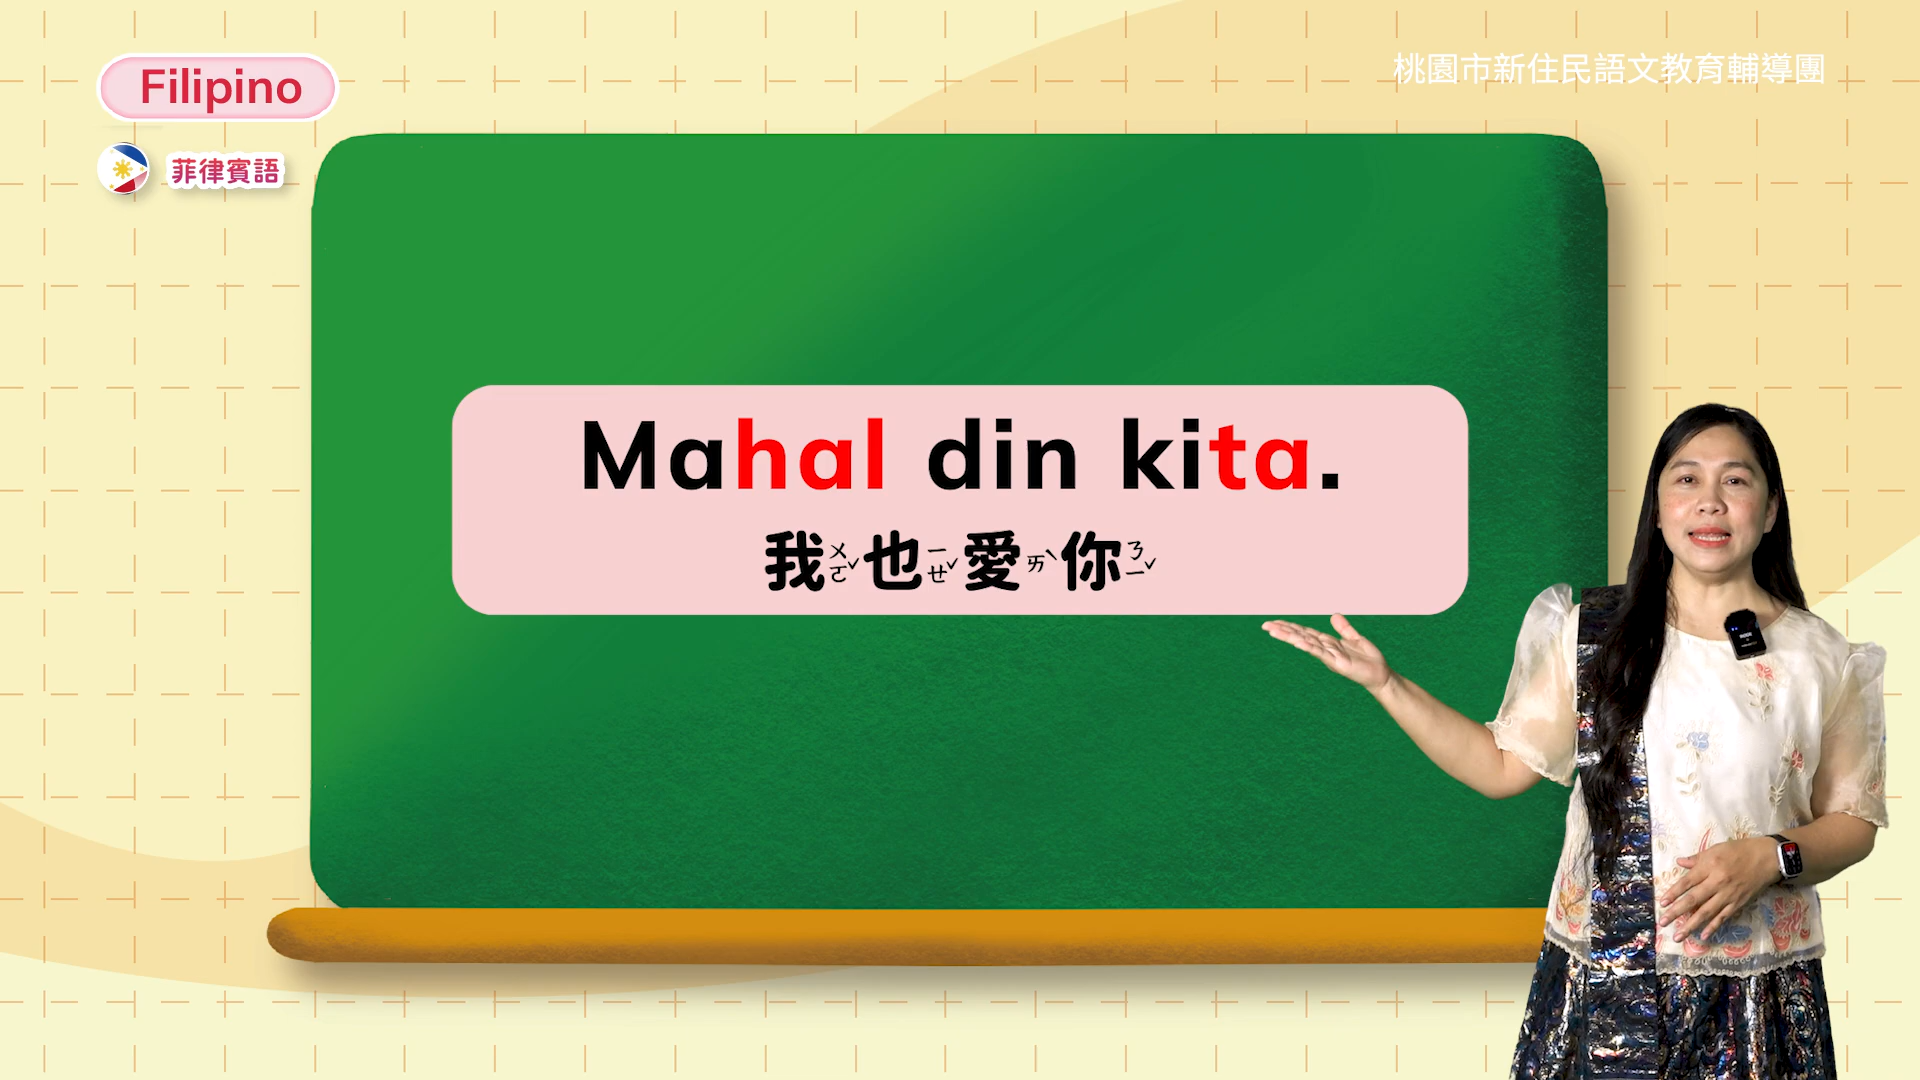 Filipino
桃園市新住民語文教育輔導團
菲律賓語
Mahal din kita.
我ㄨㄛˇ也ㄧㄝˇ愛ㄞˋ你ㄋㄧˇ